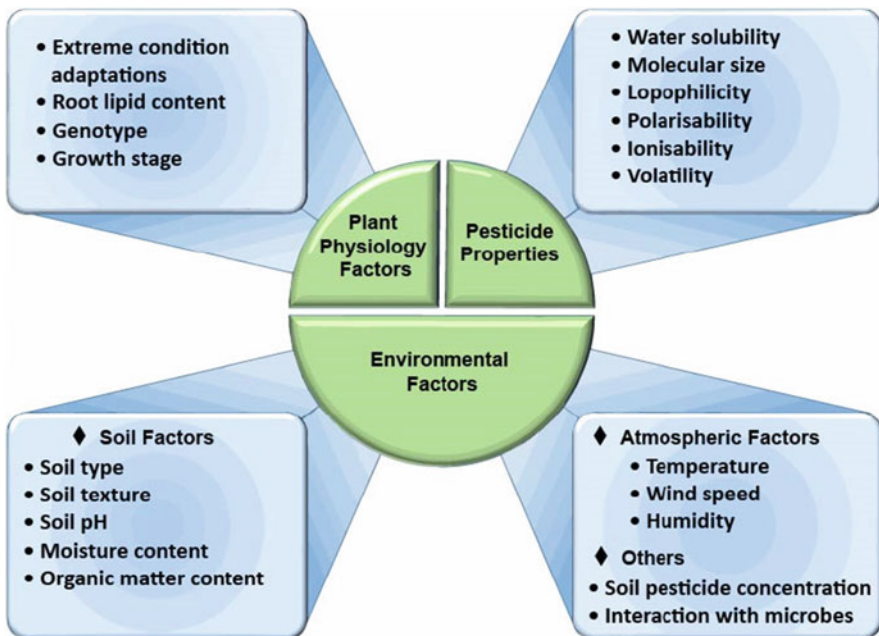 • Extreme condition
adaptations
• Root lipid content
• Genotype
• Growth stage
• Water solubility
• Molecular size
• Lopophilicity
• Polarisability
• Ionisability
• Volatility
Plant
Physiology
Factors
Pesticide
Properties
Environmental
Factors
♦ Soil Factors
• Soil type
• Soil texture
• Soil pH
• Moisture content
• Organic matter content
♦ Atmospheric Factors
• Temperature
• Wind speed
• Humidity
♦ Others
• Soil pesticide concentration
• Interaction with microbes